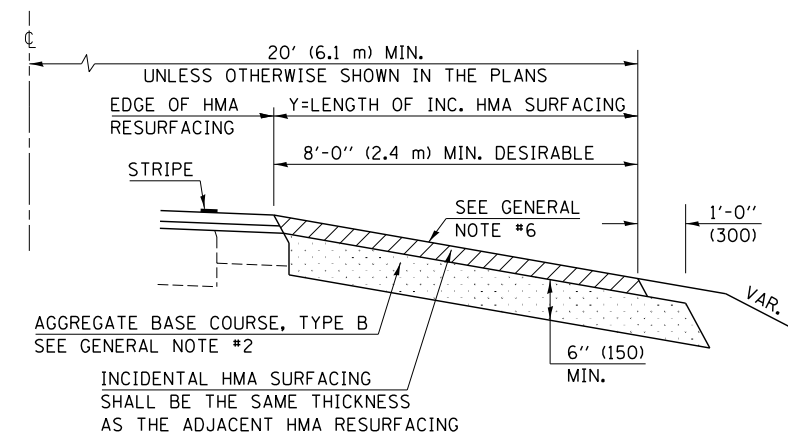 ℄
20' (6.1 m) MIN.
UNLESS OTHERWISE SHOWN IN THE PLANS
EDGE OF HMA
RESURFACING
Y=LENGTH OF INC. HMA SURFACING
8'-0'' (2.4 m) MIN. DESIRABLE
STRIPE
SEE GENERAL
NOTE #6
1'-0''
(300)
VAR.
AGGREGATE BASE COURSE, TYPE B
SEE GENERAL NOTE #2
6'' (150)
MIN.
INCIDENTAL HMA SURFACING
SHALL BE THE SAME THICKNESS
AS THE ADJACENT HMA RESURFACING